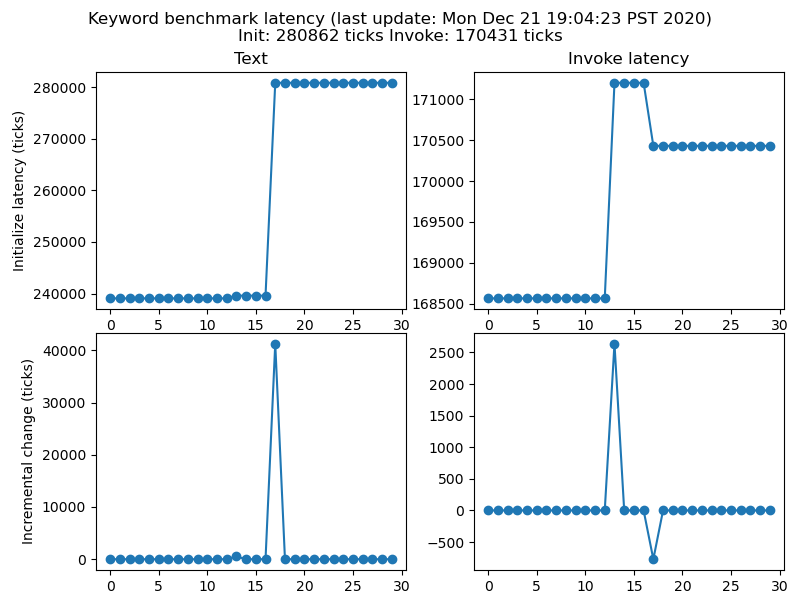 Keyword benchmark latency (last update: Mon Dec 21 19:04:23 PST 2020)
Init: 280862 ticks Invoke: 170431 ticks
Text
Initialize latency (ticks)
280000
270000
260000
250000
240000
0 5 10 15 20 25 30
Invoke latency
171000
170500
170000
169500
169000
168500
0 5 10 15 20 25 30
Incremental change (ticks)
40000
30000
20000
10000
0
0 5 10 15 20 25 30
2500
2000
1500
1000
500
0
−500
0 5 10 15 20 25 30